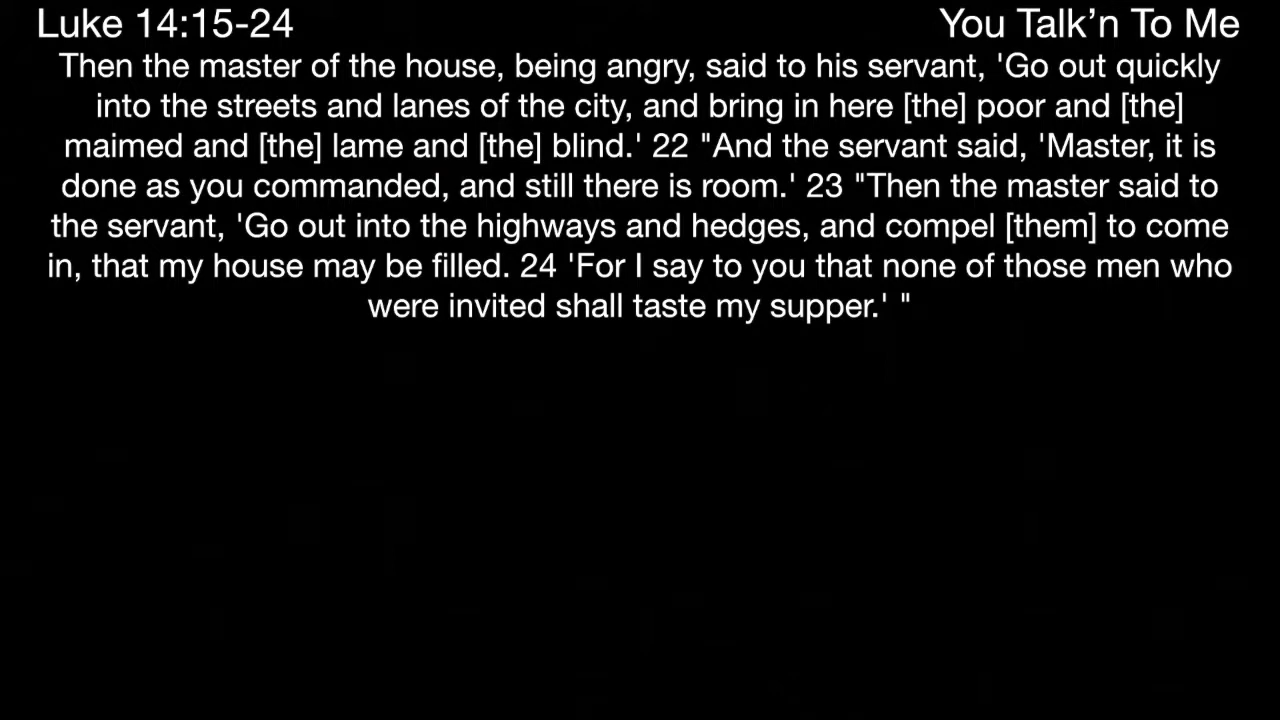 Luke 14:15-24
You Talk’n To Me
Then the master of the house, being angry, said to his servant, 'Go out quickly
into the streets and lanes of the city, and bring in here [the] poor and [the]
maimed and [the] lame and [the] blind.' 22 "And the servant said, 'Master, it is
done as you commanded, and still there is room.' 23 "Then the master said to
the servant, 'Go out into the highways and hedges, and compel [them] to come
in, that my house may be filled. 24 'For I say to you that none of those men who
were invited shall taste my supper.' "